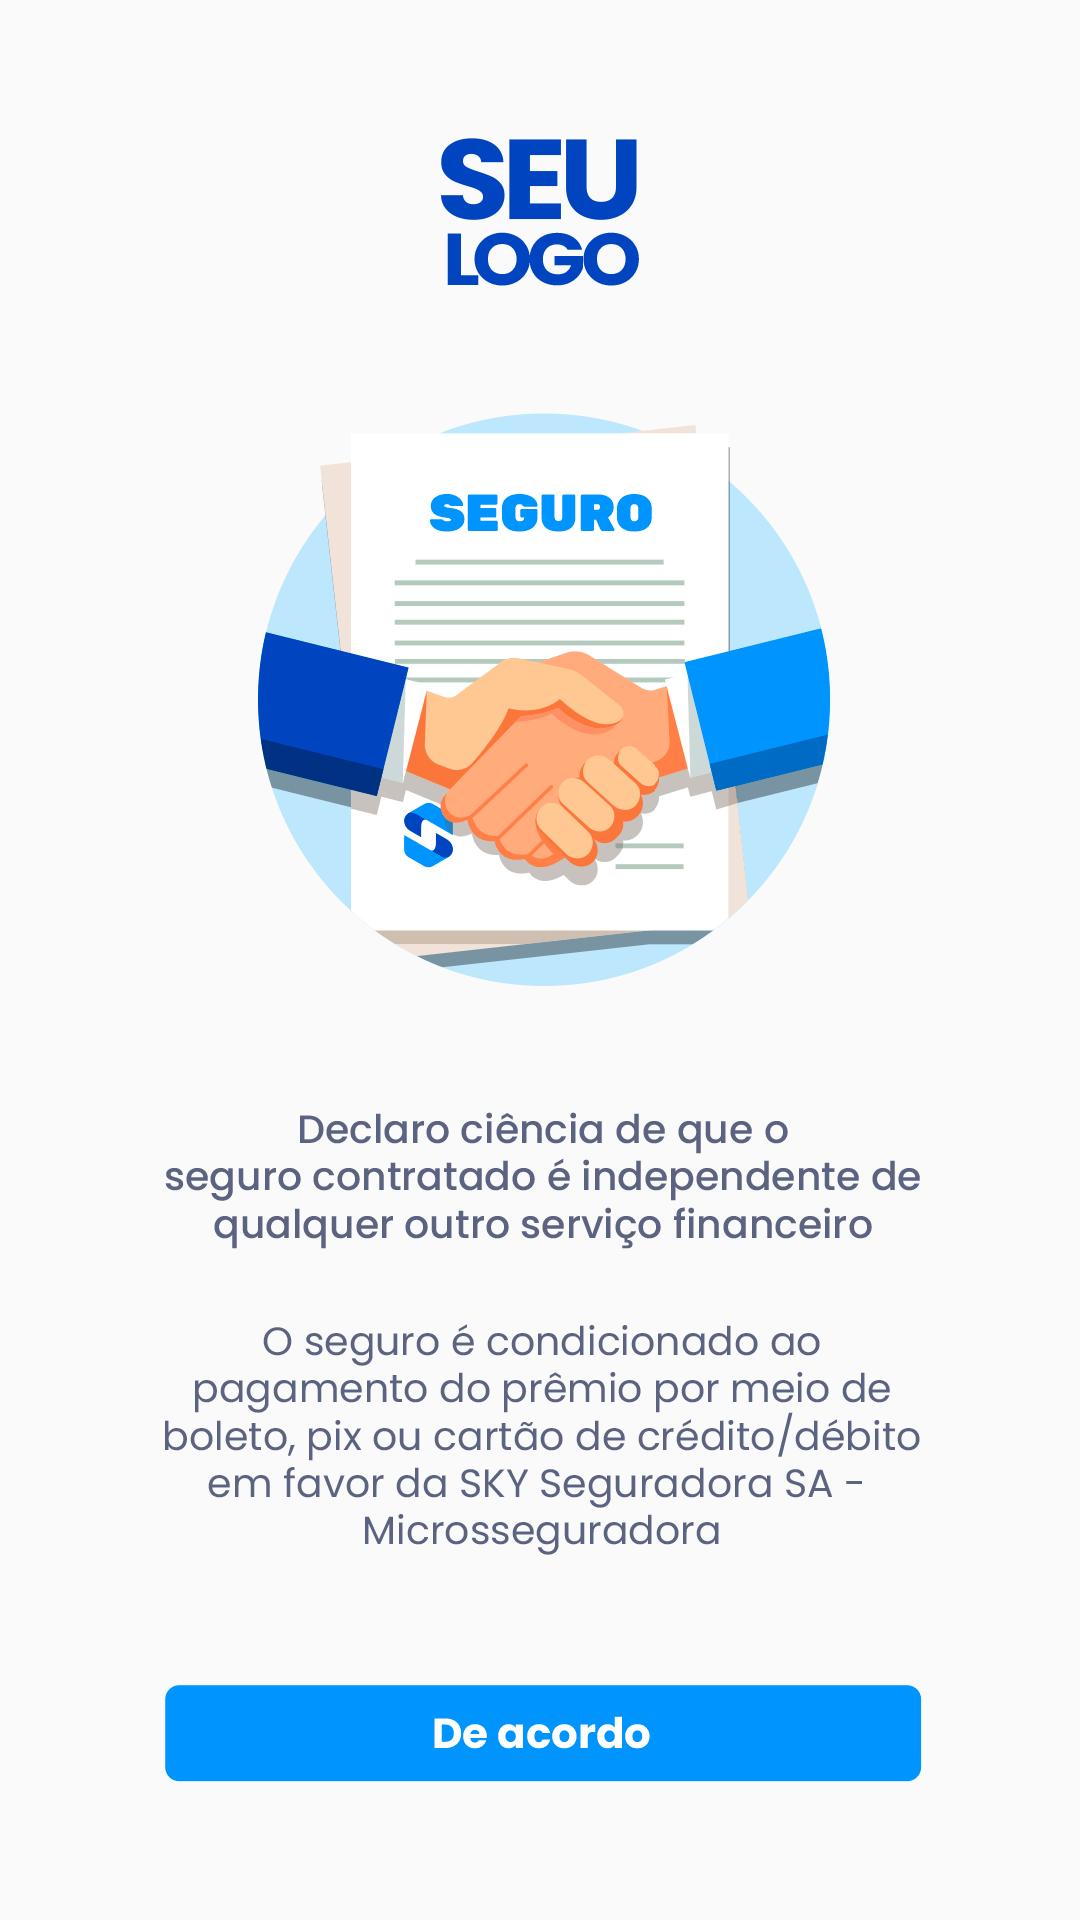 SEU
LOGO
SEGURO
Declaro ciência de que o
seguro contratado é independente de
qualquer outro serviço financeiro
O seguro é condicionado ao
pagamento do prêmio por meio de
boleto, pix ou cartão de crédito/débito
em favor da SKY Seguradora SA -
Microsseguradora
De acordo